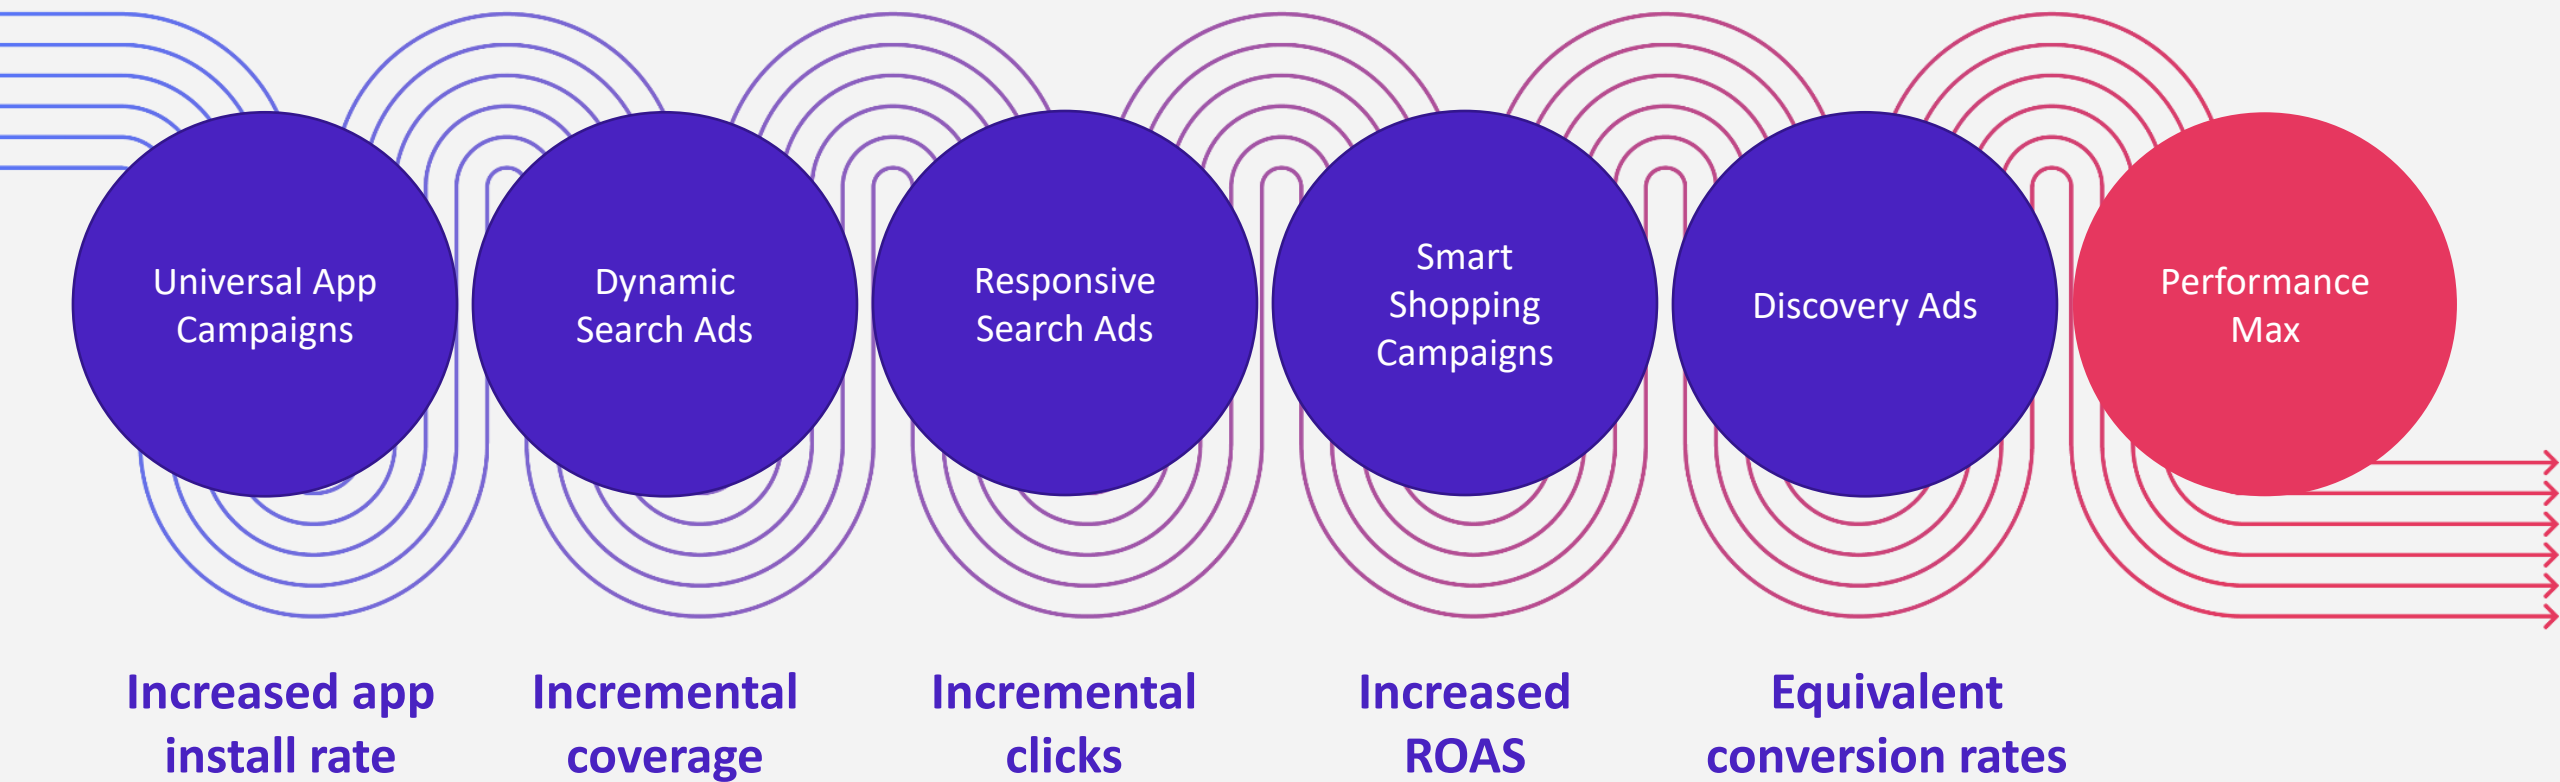 Universal App
Campaigns
Dynamic
Search Ads
Responsive
Search Ads
Smart
Shopping
Campaigns
Discovery Ads
Performance
Max
Increased app
install rate
Incremental
coverage
Incremental
clicks
Increased
ROAS
Equivalent
conversion rates